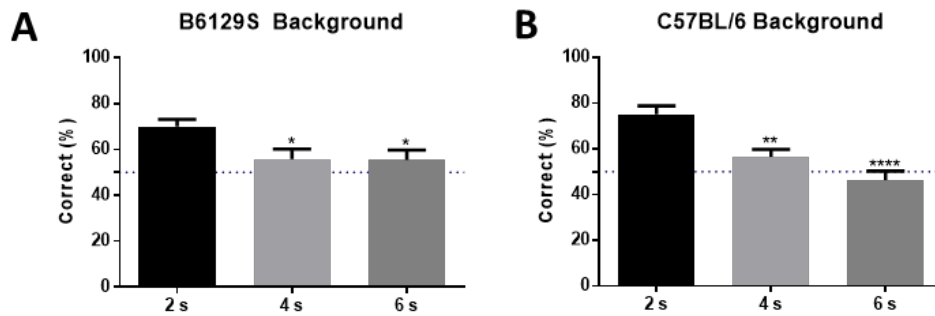 A
B6129S Background
Correct (%)
100
80
60
40
20
0
*
*
2 s
4 s
6 s
B
C57BL/6 Background
Correct (%)
100
80
60
40
20
0
**
****
2 s
4 s
6 s